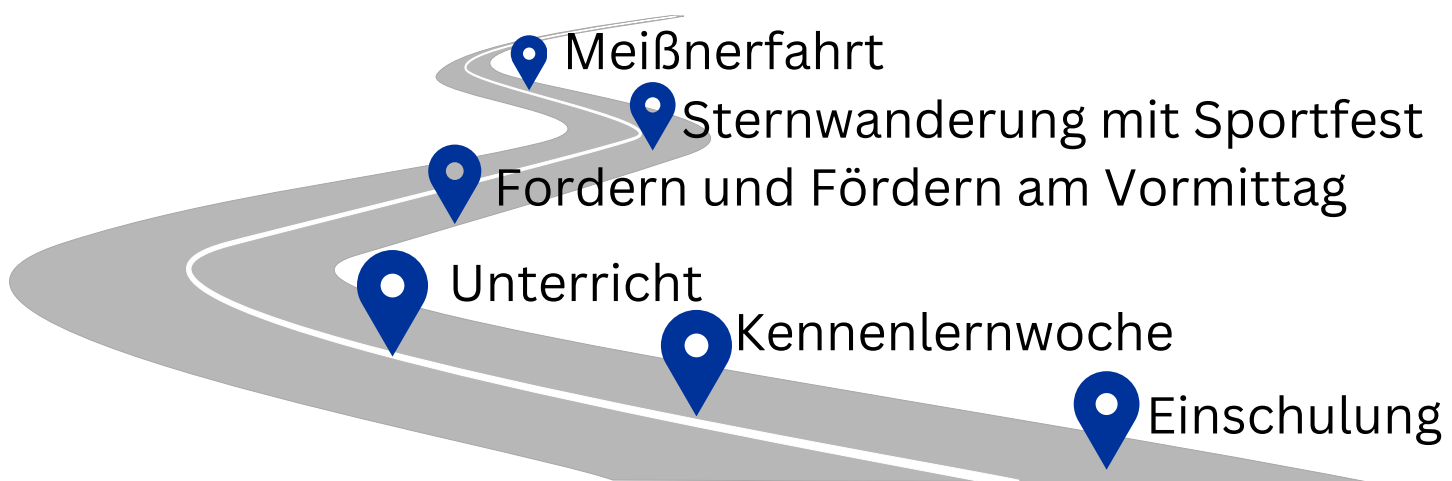 Meißnerfahrt
Sternwanderung mit Sportfest
Fordern und Fördern am Vormittag
Unterricht
Kennenlernwoche
Einschulung